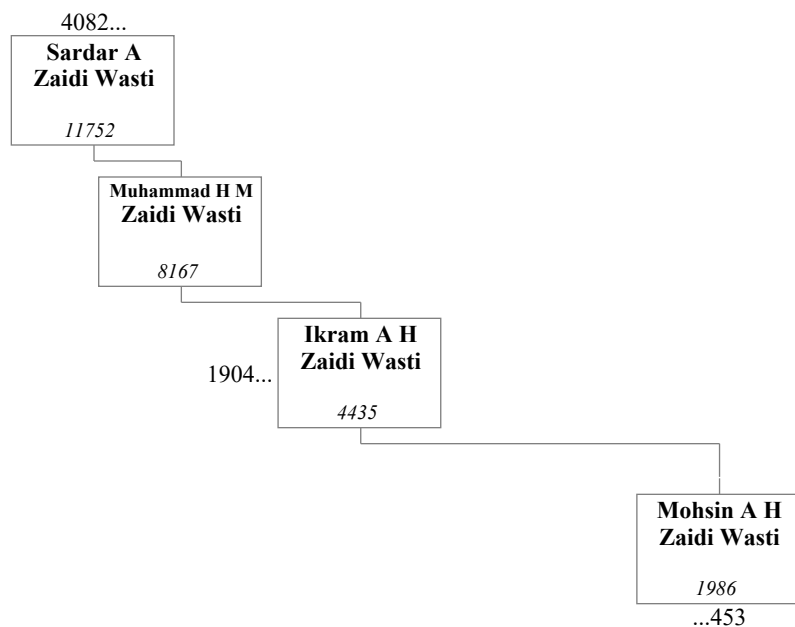 4082...
Sardar A
Zaidi Wasti
11752
Muhammad H M
Zaidi Wasti
8167
Ikram A H
Zaidi Wasti
1904...
4435
Mohsin A H
Zaidi Wasti
1986
...453